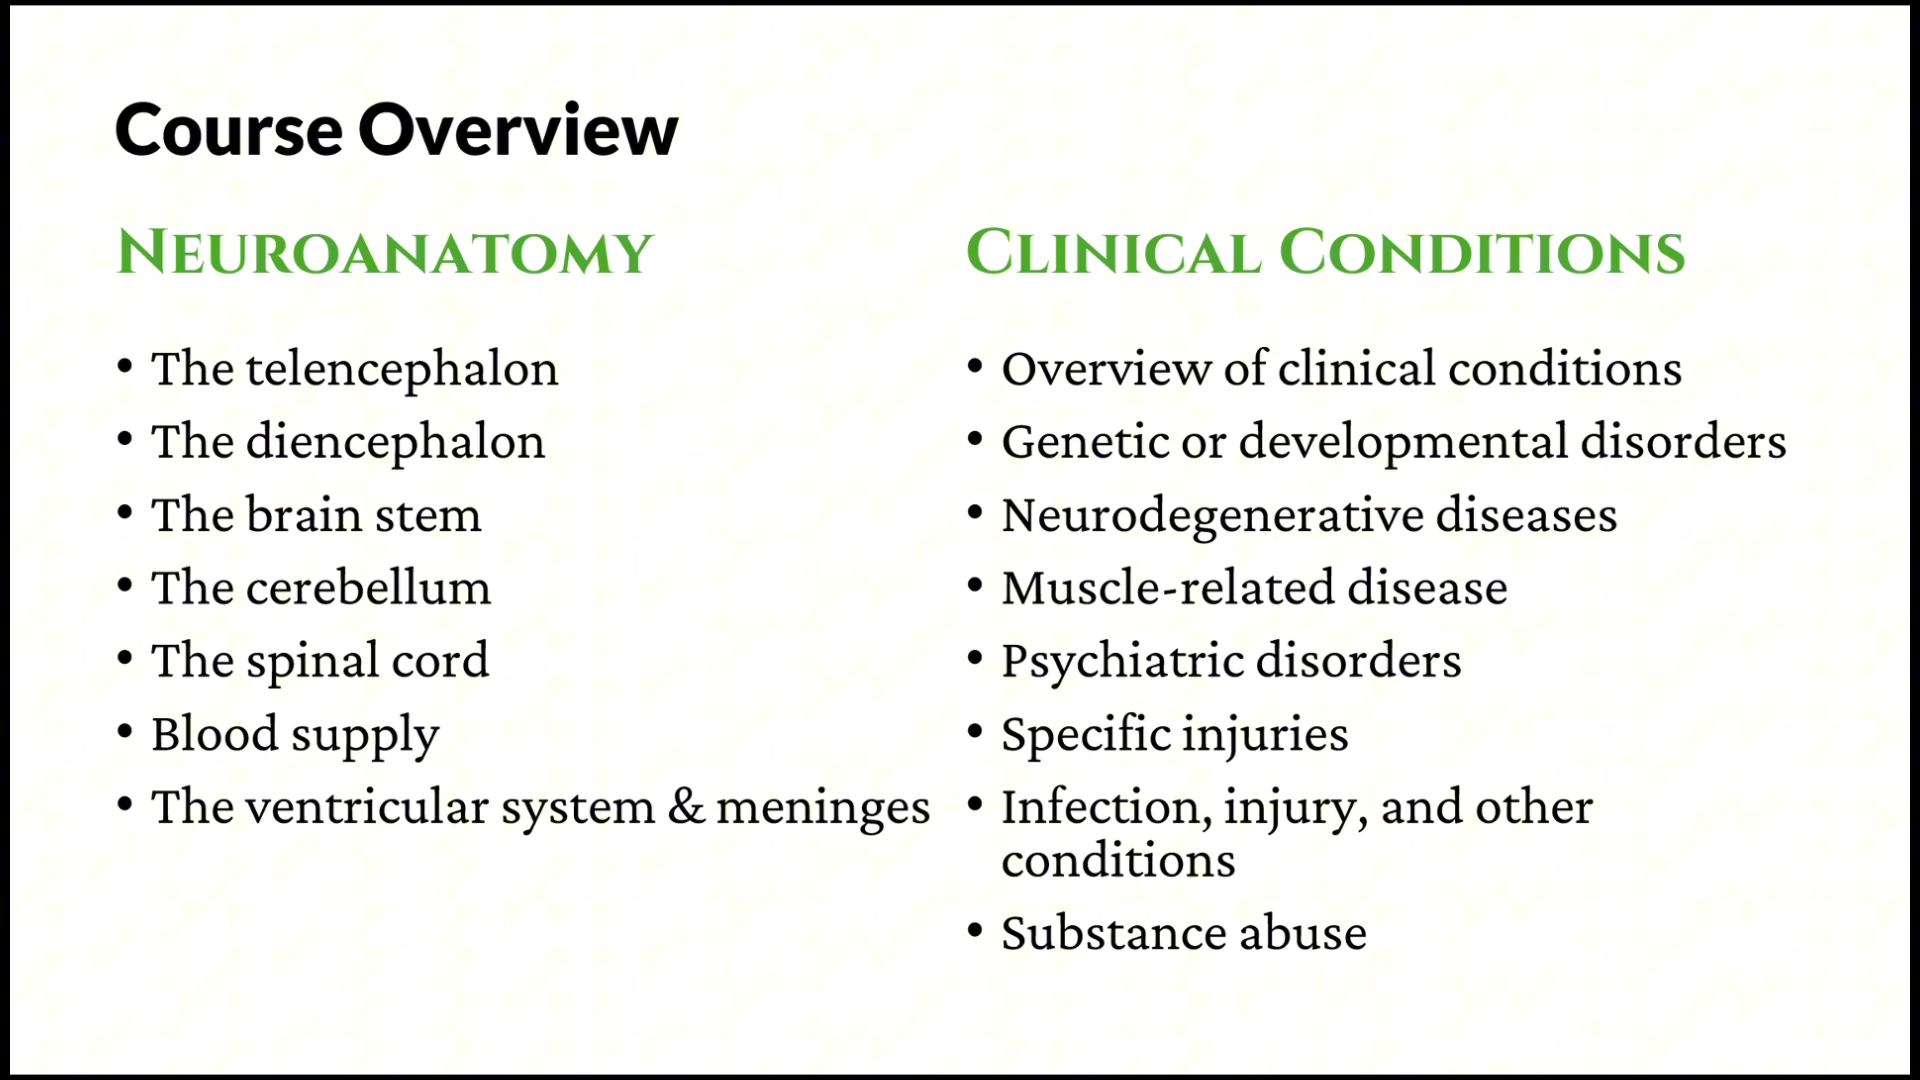 Course Overview
Neuroanatomy
• The telencephalon
• The diencephalon
• The brain stem
• The cerebellum
• The spinal cord
• Blood supply
• The ventricular system & meninges
Clinical Conditions
• Overview of clinical conditions
• Genetic or developmental disorders
• Neurodegenerative diseases
• Muscle-related disease
• Psychiatric disorders
• Specific injuries
• Infection, injury, and other
conditions
• Substance abuse